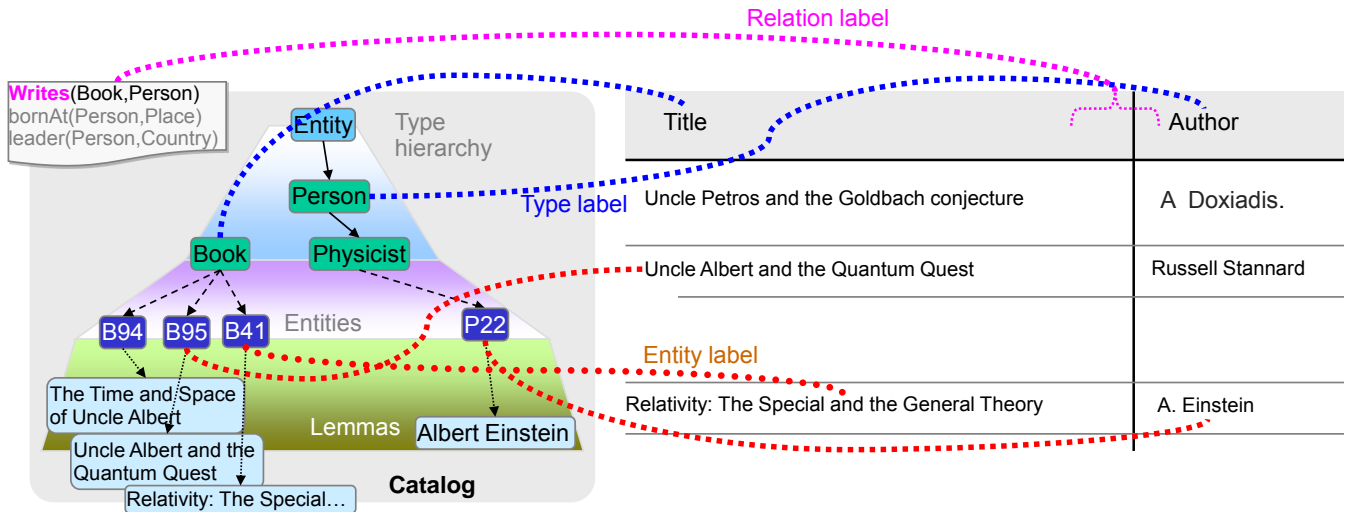 Relation label
Writes(Book,Person)
bornAt(Person,Place)
leader(Person,Country)
Entity
Type
hierarchy
Person
Type label
Book
Physicist
B94
B95
B41
Entities
P22
The Time and Space
of Uncle Albert
Lemmas
Albert Einstein
Uncle Albert and the
Quantum Quest
Relativity: The Special…
Catalog
Title
Author
Uncle Petros and the Goldbach conjecture
A Doxiadis.
Uncle Albert and the Quantum Quest
Russell Stannard
Entity label
Relativity: The Special and the General Theory
A. Einstein